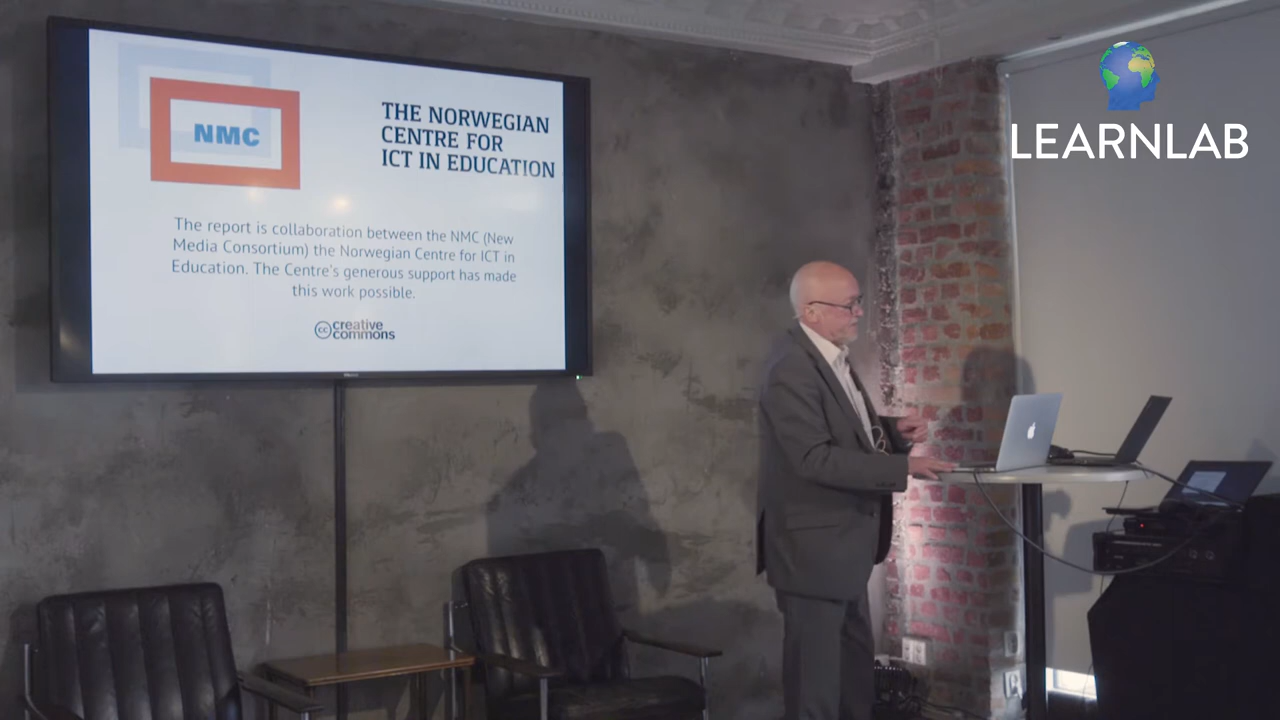 NMC
THE NORWEGIAN
CENTRE FOR
ICT IN EDUCATION
The report is collaboration between the NMC (New
Media Consortium) the Norwegian Centre for ICT in
Education. The Centre's generous support has made
this work possible.
cc creative
commons
LEARNLAB